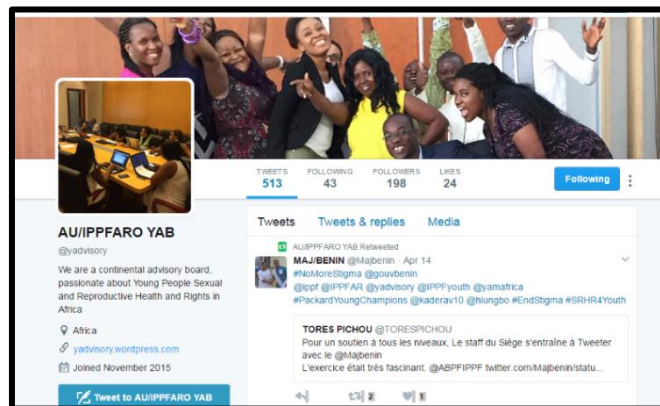 TWEETS FOLLOWING FOLLOWERS LIKES
513 43 198 24
Following
AU/IPPFARO YAB
@yadvisory
We are a continental advisory board,
passionate about Young People Sexual
and Reproductive Health and Rights in
Africa
Africa
yadvisory.wordpress.com
Joined November 2015
Tweet to AU/IPPFARO YAB
Tweets Tweets & replies Media
AU/IPPFARO YAB Retweeted
MAJ/BENIN @Majbenin · Apr 14
#NoMoreStigma @gouvbenin
@ippf @IPPFAR @yadvisory @IPPFyouth @yamafrica
#PackardYoungChampions @kaderav10 @hlungbo #EndStigma #SRHR4Youth
TORES PICHOU @TORESPICHOU
Pour un soutien à tous les niveaux, Le staff du Siège s'entraîne à Tweeter
avec le @Majbenin
L'exercice était très fascinant. @ABPFIPPF twitter.com/Majbenin/statu...
2 1